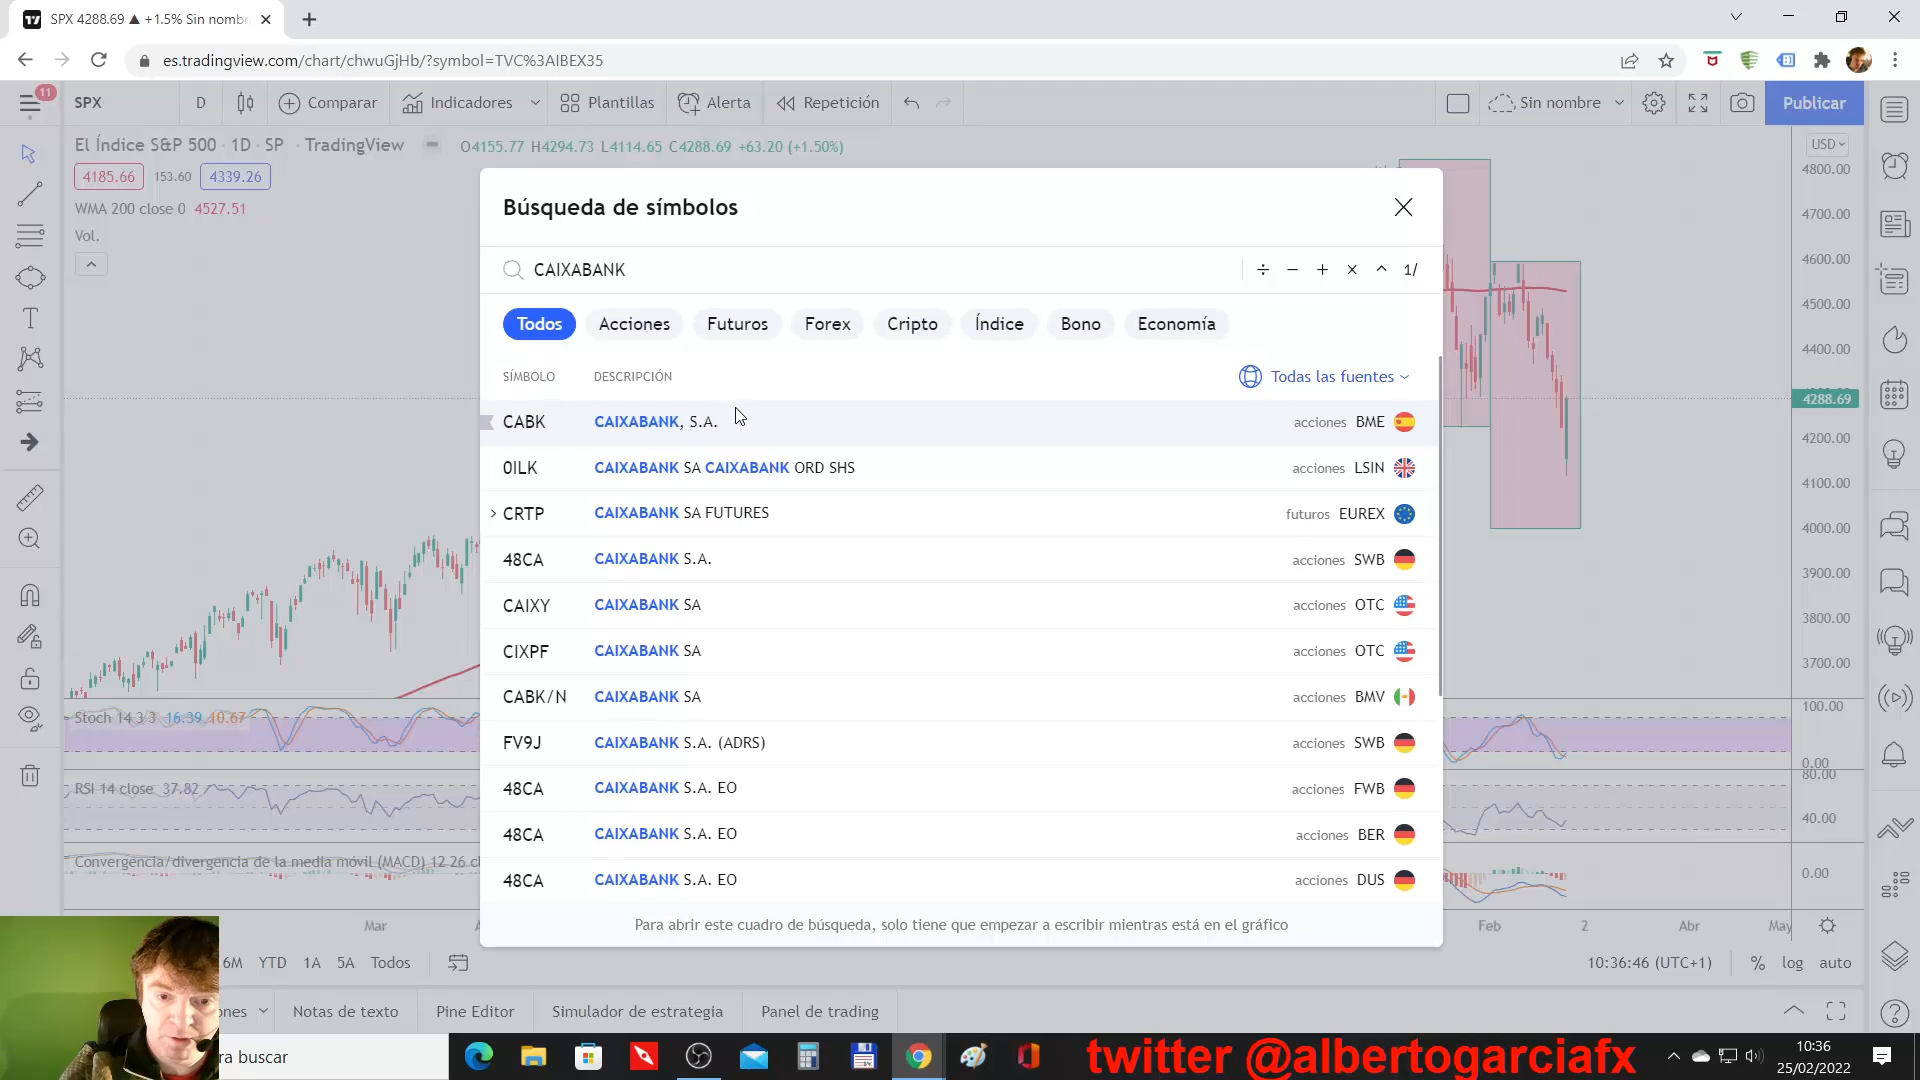 SPX 4288.69 ▲ +1.5% Sin nombr
es.tradingview.com/chart/chwuGjHb/?symbol=TVC%3AIBEX35
11
SPX D Comparar Indicadores Plantillas Alerta Repetición Sin nombre Publicar
El Índice S&P 500 · 1D · SP · TradingView O4155.77 H4294.73 L4114.65 C4288.69 +63.20 (+1.50%)
USD
4185.66 153.60 4339.26
WMA 200 close 0 4527.51
Vol.
Búsqueda de símbolos
CAIXABANK
÷ − + × ^ 1/
Todos Acciones Futuros Forex Cripto Índice Bono Economía
SÍMBOLO DESCRIPCIÓN Todas las fuentes
CABK CAIXABANK, S.A. acciones BME
0ILK CAIXABANK SA CAIXABANK ORD SHS acciones LSIN
CRTP CAIXABANK SA FUTURES futuros EUREX
48CA CAIXABANK S.A. acciones SWB
CAIXY CAIXABANK SA acciones OTC
CIXPF CAIXABANK SA acciones OTC
CABK/N CAIXABANK SA acciones BMV
FV9J CAIXABANK S.A. (ADRS) acciones SWB
48CA CAIXABANK S.A. EO acciones FWB
48CA CAIXABANK S.A. EO acciones BER
48CA CAIXABANK S.A. EO acciones DUS
Para abrir este cuadro de búsqueda, solo tiene que empezar a escribir mientras está en el gráfico
4800.00
4700.00
4600.00
4500.00
4400.00
4288.69
4200.00
4100.00
4000.00
3900.00
3800.00
3700.00
100.00
0.00
80.00
40.00
0.00
Stoch 14 3 3 16.39 10.67
RSI 14 close 37.82
Convergencia/divergencia de la media móvil (MACD) 12 26 cl
Mar Feb 2 Abr May
6M YTD 1A 5A Todos 10:36:46 (UTC+1) % log auto
ones Notas de texto Pine Editor Simulador de estrategia Panel de trading
ra buscar
twitter @albertogarciafx
10:36
25/02/2022